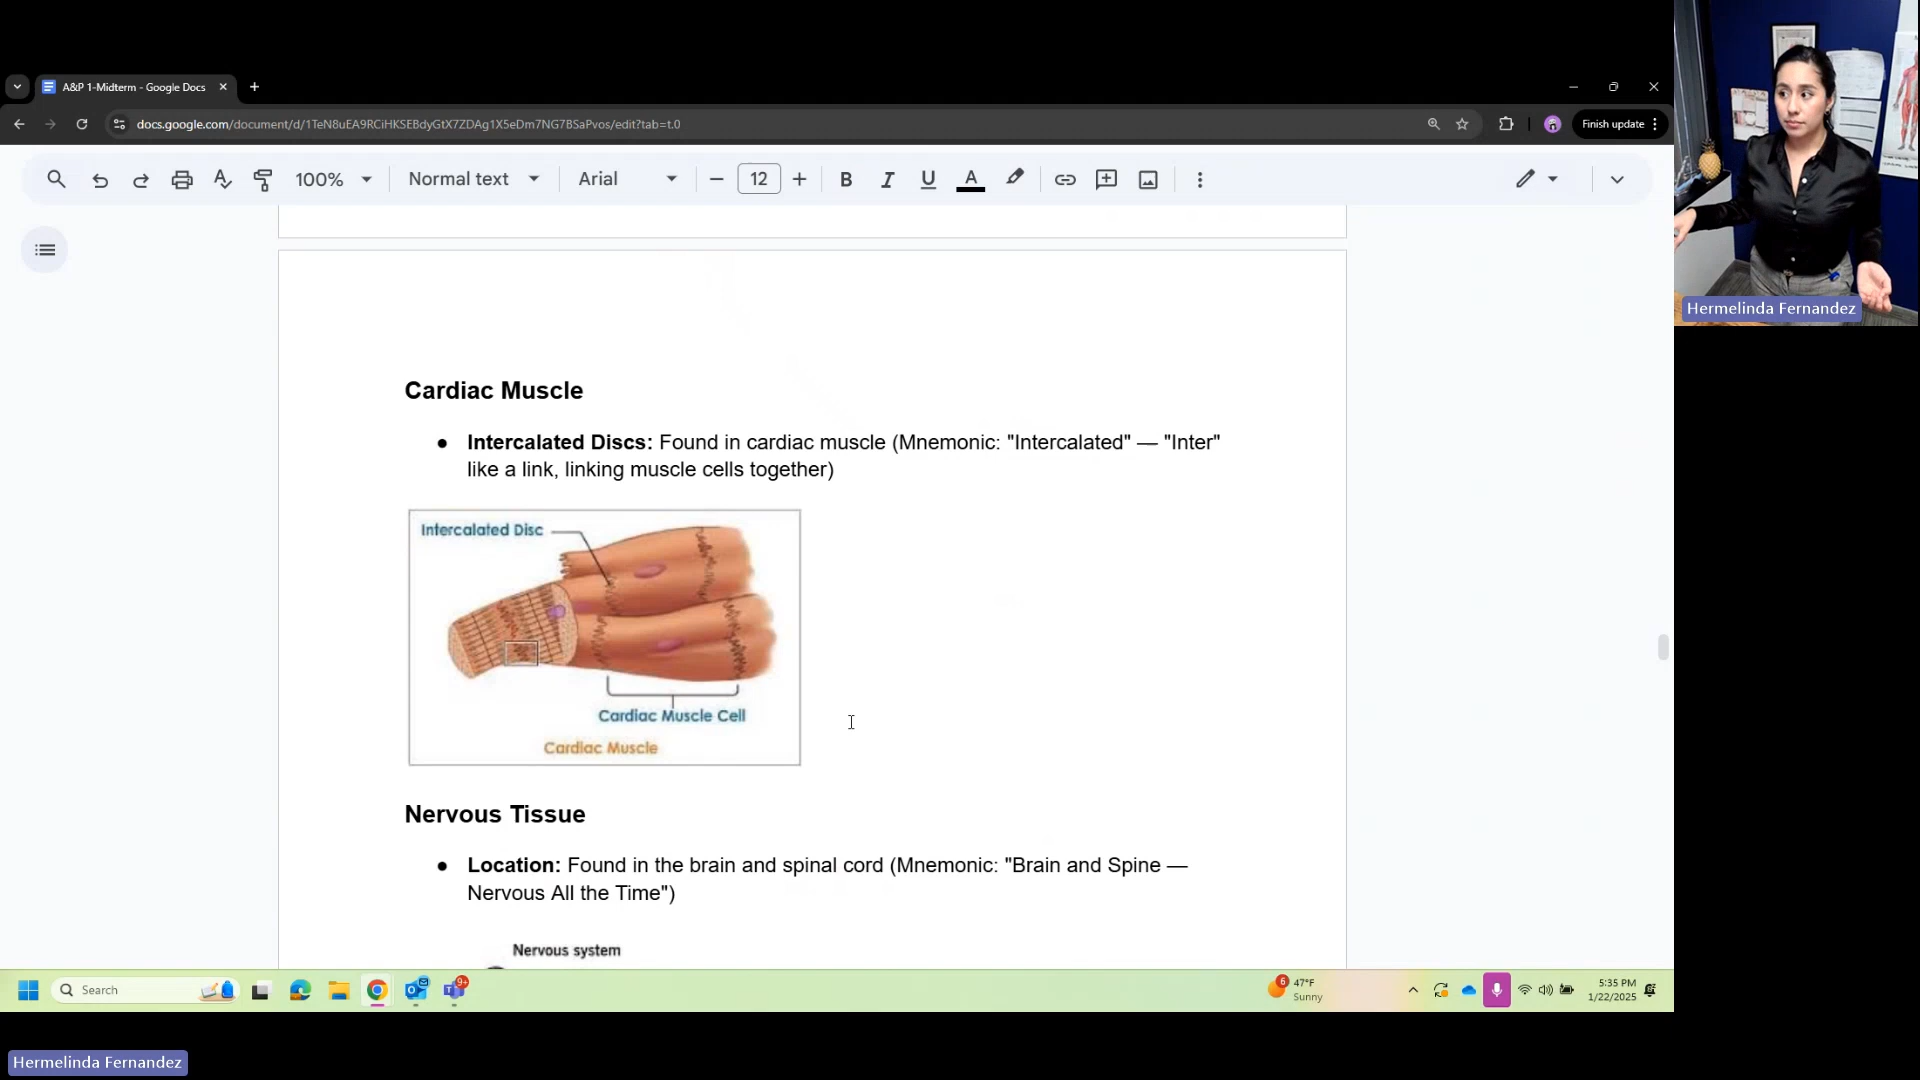 A&P 1-Midterm - Google Docs
docs.google.com/document/d/1TeN8uEA9RCiHKSEBdyGtX7ZDAg1X5eDm7NG7BSaPvos/edit?tab=t.0
Finish update
100%
Normal text
Arial
12
B
I
U
A
Hermelinda Fernandez
Cardiac Muscle
● Intercalated Discs: Found in cardiac muscle (Mnemonic: "Intercalated" — "Inter"
like a link, linking muscle cells together)
Intercalated Disc
Cardiac Muscle Cell
Cardiac Muscle
Nervous Tissue
● Location: Found in the brain and spinal cord (Mnemonic: "Brain and Spine —
Nervous All the Time")
Nervous system
Search
9+
6
47°F
Sunny
5:35 PM
1/22/2025
Hermelinda Fernandez